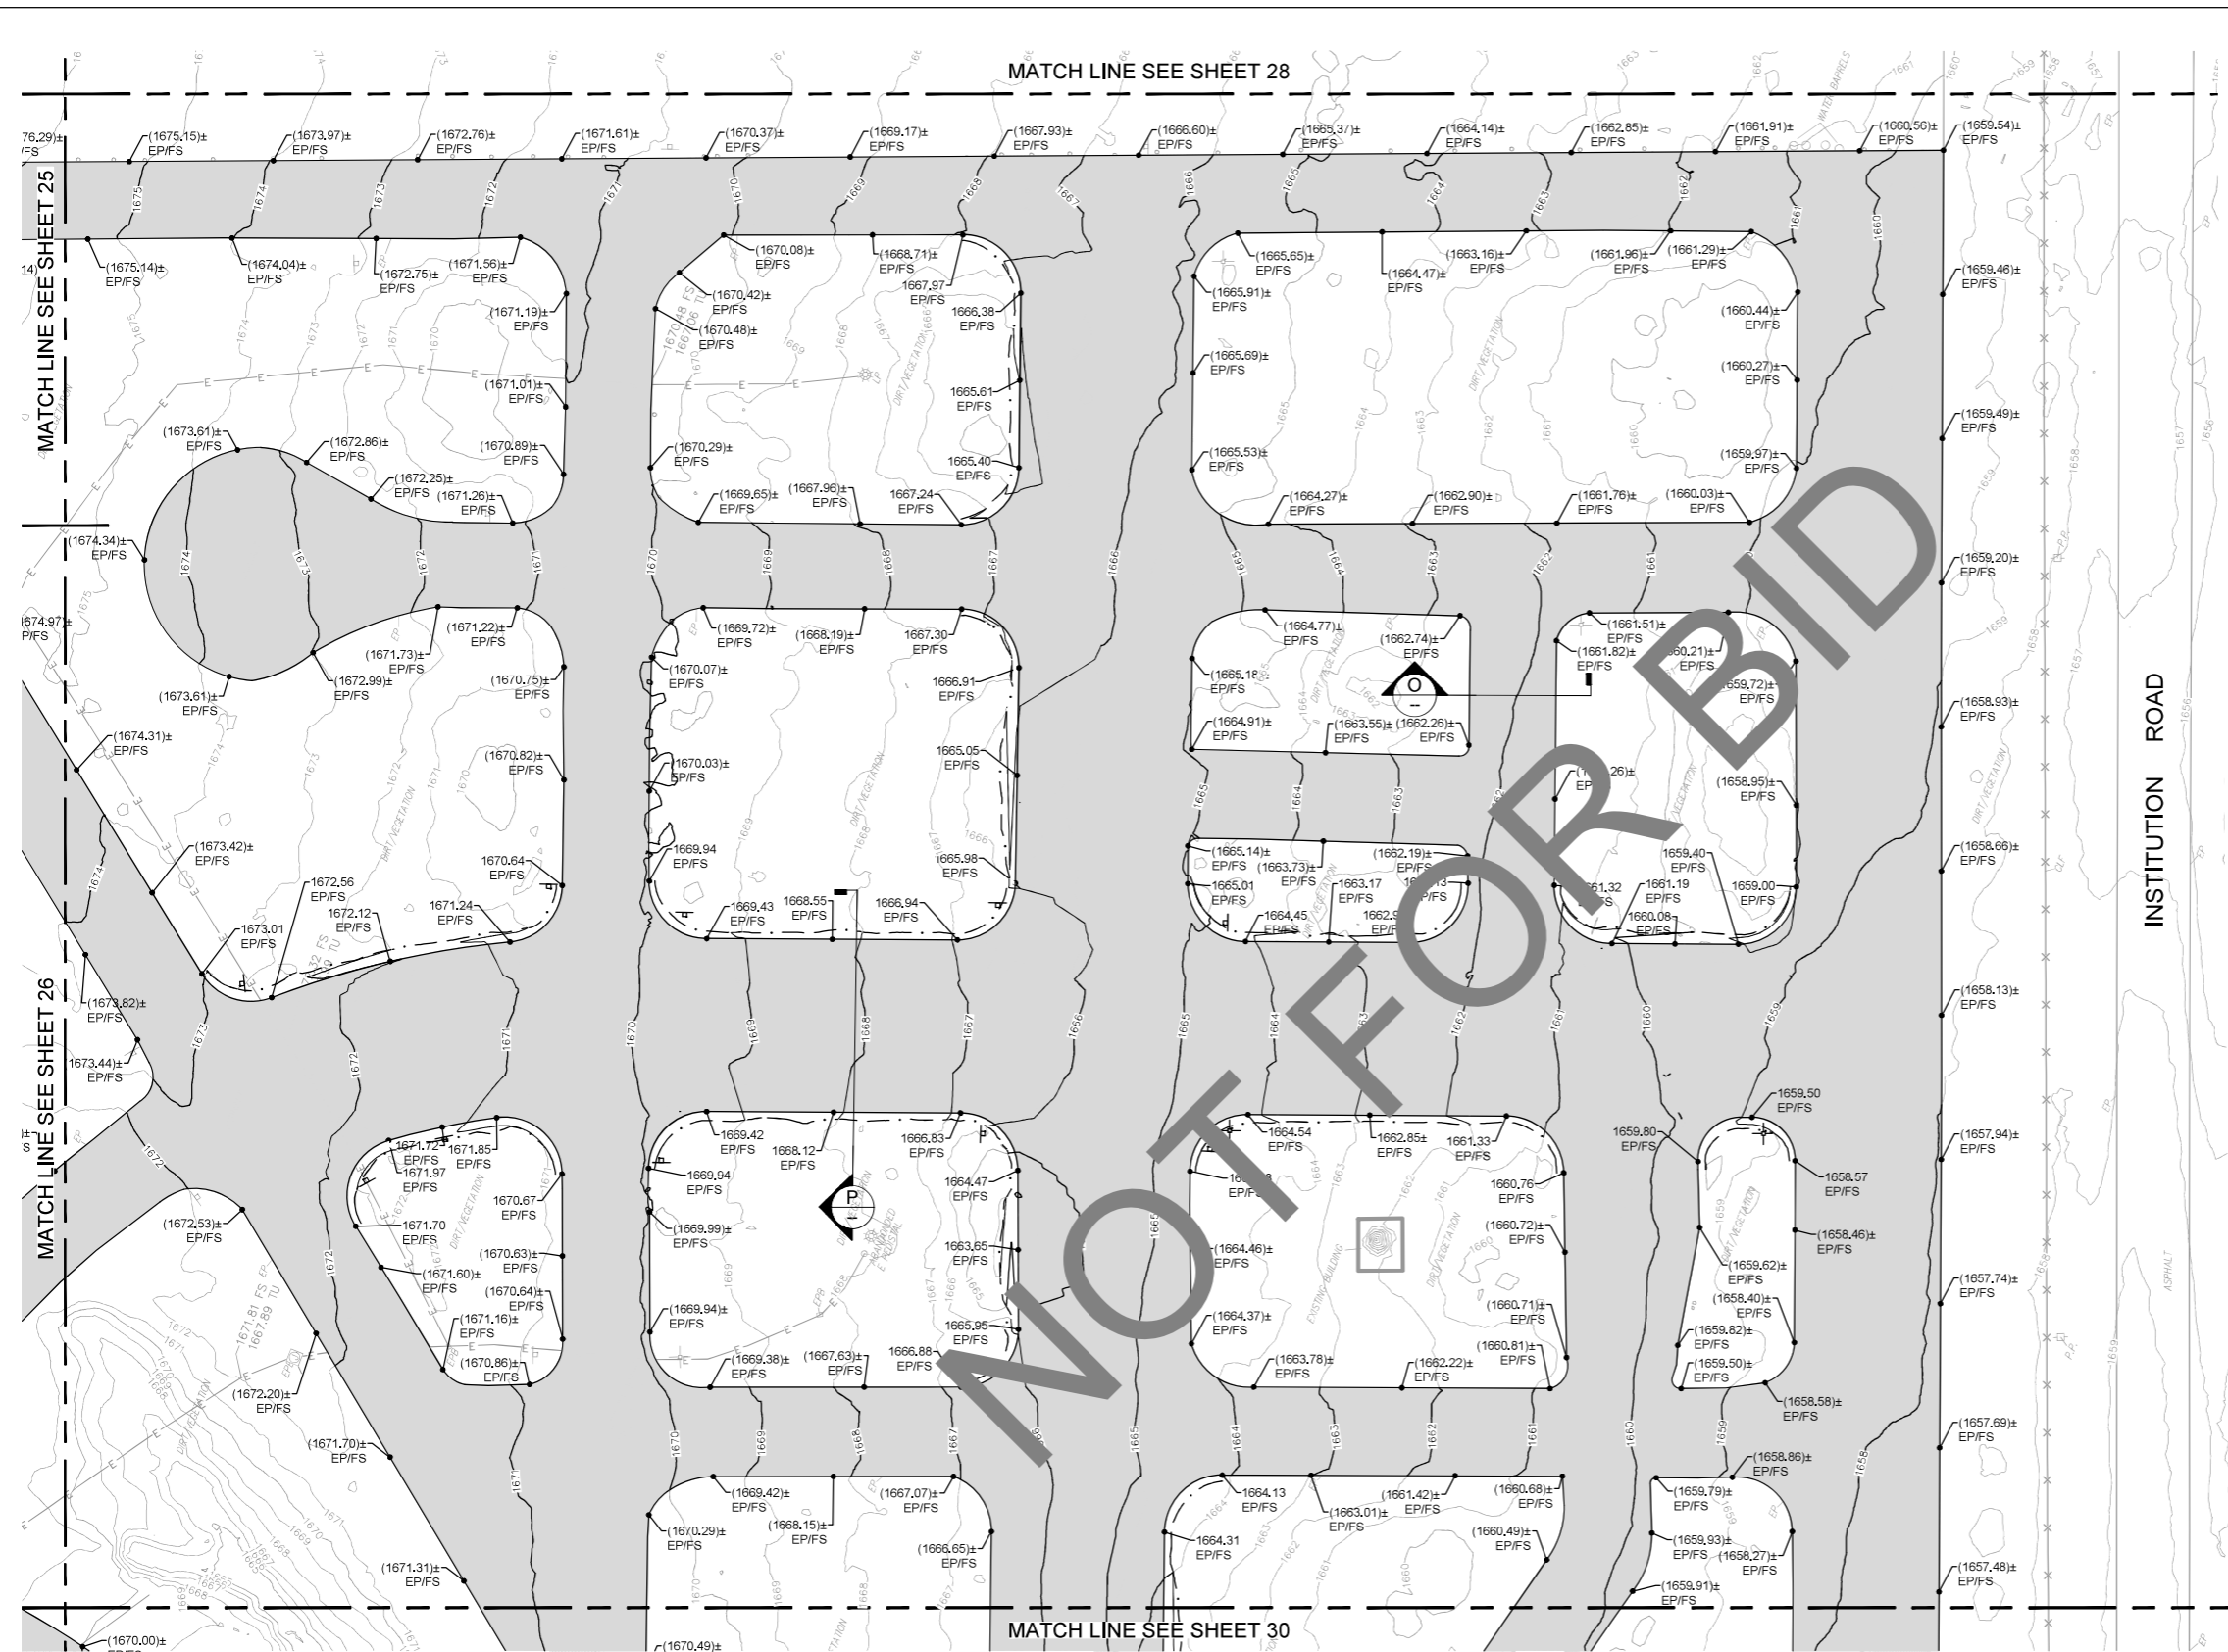 MATCH LINE SEE SHEET 28
(1675.15)±
EP/FS
(1673.97)±
EP/FS
(1672.76)±
EP/FS
(1671.61)±
EP/FS
(1670.37)±
EP/FS
(1669.17)±
EP/FS
(1667.93)±
EP/FS
(1666.60)±
EP/FS
(1665.37)±
EP/FS
(1664.14)±
EP/FS
(1662.85)±
EP/FS
(1661.91)±
EP/FS
(1660.56)±
EP/FS
(1659.54)±
EP/FS
WATER BARRELS
MATCH LINE SEE SHEET 25
(1675.14)±
EP/FS
(1674.04)±
EP/FS
(1672.75)±
EP/FS
(1671.56)±
EP/FS
(1671.19)±
EP/FS
(1671.01)±
EP/FS
(1670.89)±
EP/FS
(1671.26)±
EP/FS
(1672.25)±
EP/FS
(1672.86)±
EP/FS
(1673.61)±
EP/FS
(1674.34)±
EP/FS
(1670.08)±
EP/FS
(1668.71)±
EP/FS
1667.97
EP/FS
(1670.42)±
EP/FS
1666.38
EP/FS
(1670.48)±
EP/FS
1670.48 FS
1667.06 TU
1665.61
EP/FS
(1670.29)±
EP/FS
1665.40
EP/FS
(1669.65)±
EP/FS
(1667.96)±
EP/FS
1667.24
EP/FS
(1665.65)±
EP/FS
(1664.47)±
EP/FS
(1663.16)±
EP/FS
(1661.96)±
EP/FS
(1661.29)±
EP/FS
(1665.91)±
EP/FS
(1660.44)±
EP/FS
(1665.69)±
EP/FS
(1660.27)±
EP/FS
(1665.53)±
EP/FS
(1659.97)±
EP/FS
(1664.27)±
EP/FS
(1662.90)±
EP/FS
(1661.76)±
EP/FS
(1660.03)±
EP/FS
(1659.46)±
EP/FS
(1659.49)±
EP/FS
(1659.20)±
EP/FS
(1658.93)±
EP/FS
(1658.66)±
EP/FS
(1658.13)±
EP/FS
(1657.94)±
EP/FS
(1657.74)±
EP/FS
(1657.69)±
EP/FS
(1657.48)±
EP/FS
INSTITUTION ROAD
(1671.22)±
EP/FS
(1671.73)±
EP/FS
(1672.99)±
EP/FS
(1673.61)±
EP/FS
(1670.75)±
EP/FS
(1674.31)±
EP/FS
(1670.82)±
EP/FS
(1673.42)±
EP/FS
1670.64
EP/FS
1672.56
EP/FS
1671.24
EP/FS
1672.12
EP/FS
1673.01
EP/FS
(1669.72)±
EP/FS
(1668.19)±
EP/FS
1667.30
EP/FS
(1670.07)±
EP/FS
1666.91
EP/FS
(1670.03)±
EP/FS
1665.05
EP/FS
1669.94
EP/FS
1665.98
EP/FS
1669.43
EP/FS
1668.55
EP/FS
1666.94
EP/FS
(1664.77)±
EP/FS
(1662.74)±
EP/FS
O
--
(1664.91)±
EP/FS
(1663.55)±
EP/FS
(1662.26)±
EP/FS
(1661.51)±
EP/FS
(1661.82)±
EP/FS
(1658.95)±
EP/FS
(1665.14)±
EP/FS
(1663.73)±
EP/FS
(1662.19)±
EP/FS
1665.01
EP/FS
1663.17
EP/FS
1664.45
EP/FS
1659.40
EP/FS
1661.19
EP/FS
1659.00
EP/FS
1660.08
EP/FS
MATCH LINE SEE SHEET 26
(1673.82)±
EP/FS
(1672.53)±
EP/FS
1671.81 FS
1667.89 TU
(1672.20)±
EP/FS
(1671.70)±
EP/FS
(1671.31)±
EP/FS
(1670.00)±
1671.72
EP/FS
1671.85
EP/FS
1671.97
EP/FS
1670.67
EP/FS
1671.70
EP/FS
(1670.63)±
EP/FS
(1671.60)±
EP/FS
(1670.64)±
EP/FS
(1671.16)±
EP/FS
(1670.86)±
EP/FS
1669.42
EP/FS
1668.12
EP/FS
1666.83
EP/FS
1669.94
EP/FS
1664.47
EP/FS
P
--
(1669.99)±
EP/FS
1663.65
EP/FS
(1669.94)±
EP/FS
1665.95
EP/FS
(1669.38)±
EP/FS
(1667.63)±
EP/FS
1666.88
EP/FS
1664.54
EP/FS
1662.85±
EP/FS
1661.33
EP/FS
1660.76
EP/FS
(1664.46)±
EP/FS
(1660.72)±
EP/FS
EXISTING BUILDING
(1664.37)±
EP/FS
(1660.71)±
EP/FS
(1663.78)±
EP/FS
(1662.22)±
EP/FS
(1660.81)±
EP/FS
1659.50
EP/FS
1659.80
EP/FS
1658.57
EP/FS
(1658.46)±
EP/FS
(1659.62)±
EP/FS
(1658.40)±
EP/FS
(1659.82)±
EP/FS
(1659.50)±
EP/FS
(1658.58)±
EP/FS
(1669.42)±
EP/FS
(1668.15)±
EP/FS
(1667.07)±
EP/FS
(1670.29)±
EP/FS
(1666.65)±
EP/FS
(1670.49)±
1664.13
EP/FS
(1663.01)±
EP/FS
(1661.42)±
EP/FS
(1660.68)±
EP/FS
1664.31
EP/FS
(1660.49)±
EP/FS
(1658.86)±
EP/FS
(1659.79)±
EP/FS
(1659.93)±
EP/FS
(1658.27)±
EP/FS
(1659.91)±
EP/FS
ASPHALT
DIRT/VEGETATION
NOT FOR BID
MATCH LINE SEE SHEET 30